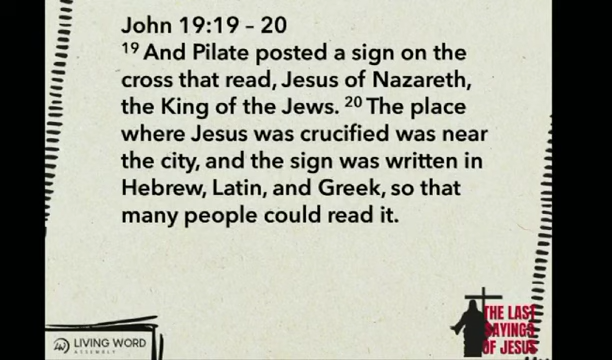 John 19:19 – 20
19 And Pilate posted a sign on the
cross that read, Jesus of Nazareth,
the King of the Jews. 20 The place
where Jesus was crucified was near
the city, and the sign was written in
Hebrew, Latin, and Greek, so that
many people could read it.
LIVING WORD
ASSEMBLY
THE LAST
SAYINGS
OF JESUS